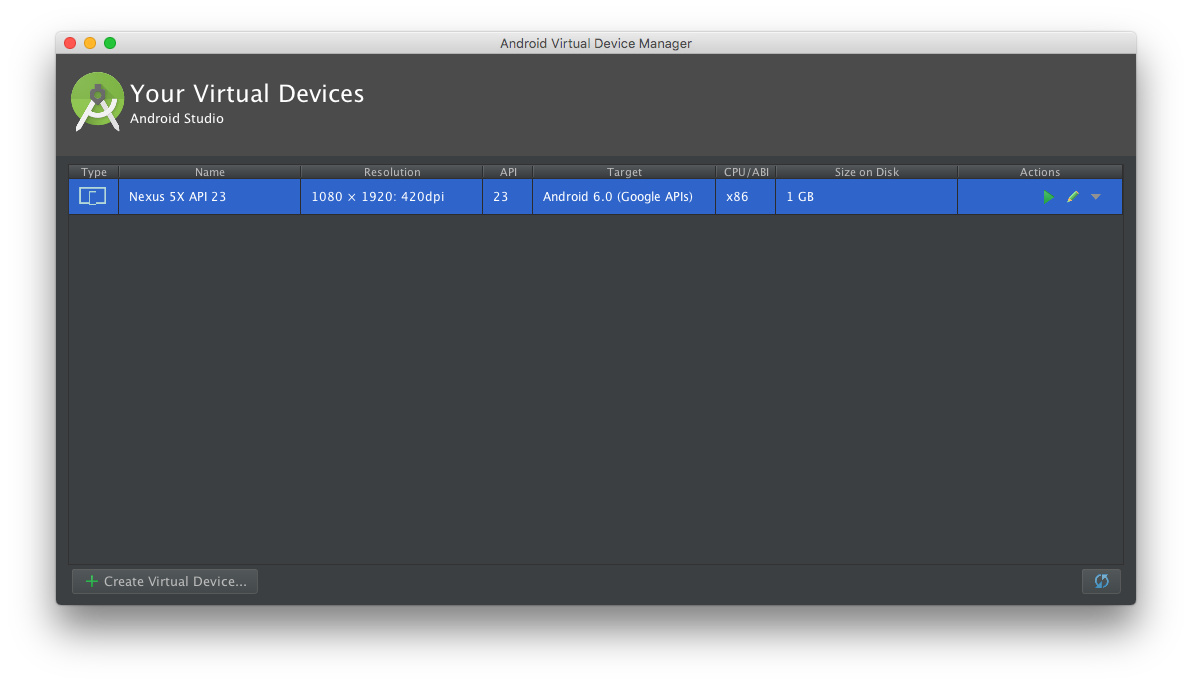 Android Virtual Device Manager
Your Virtual Devices
Android Studio
Type Name Resolution API Target CPU/ABI Size on Disk Actions
Nexus 5X API 23 1080 × 1920: 420dpi 23 Android 6.0 (Google APIs) x86 1 GB
Create Virtual Device...